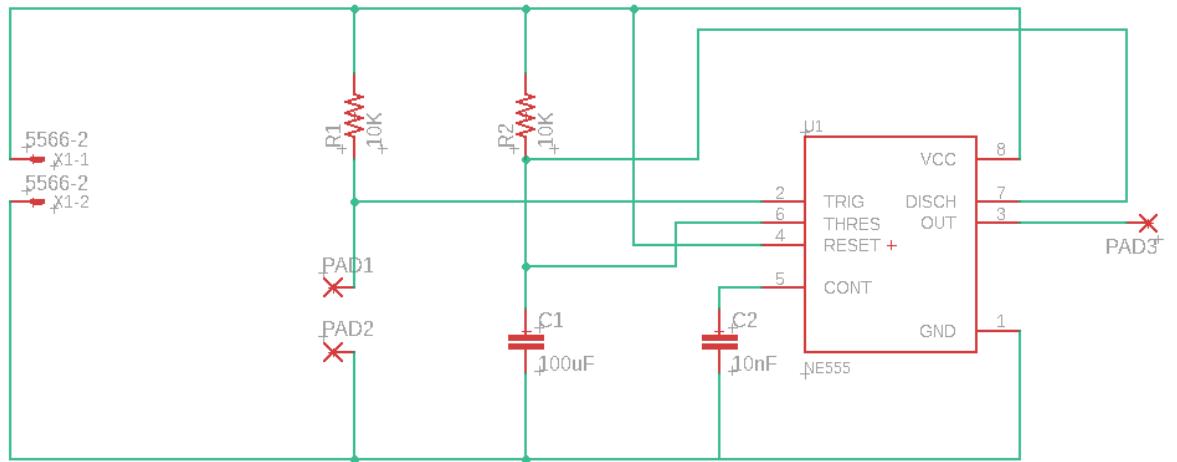 5566-2
X1-1
5566-2
X1-2
R1
10K
R2
10K
PAD1
PAD2
C1
100uF
C2
10nF
U1
VCC
8
2
TRIG
DISCH
7
6
THRES
OUT
3
4
RESET
PAD3
5
CONT
GND
1
NE555